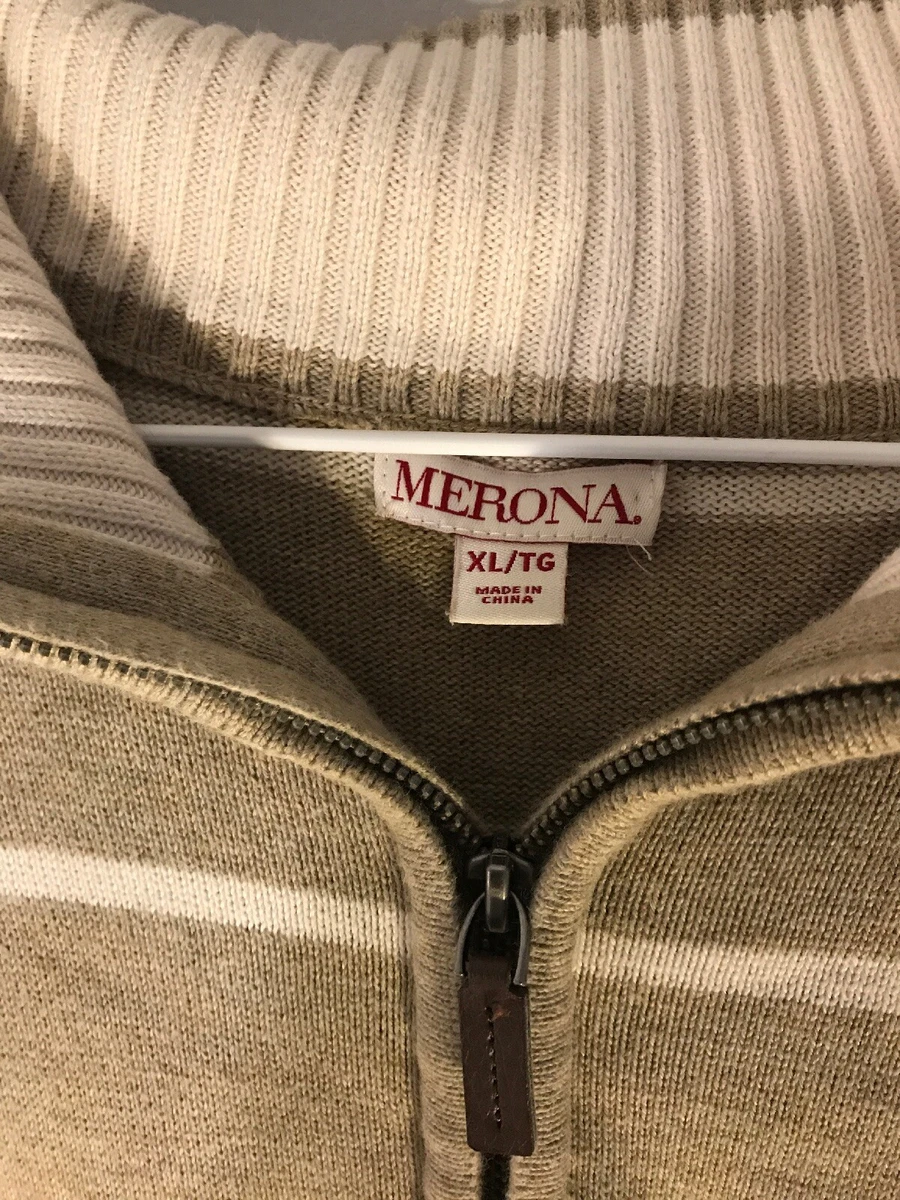 MERONA.
XL/TG
MADE IN
CHINA